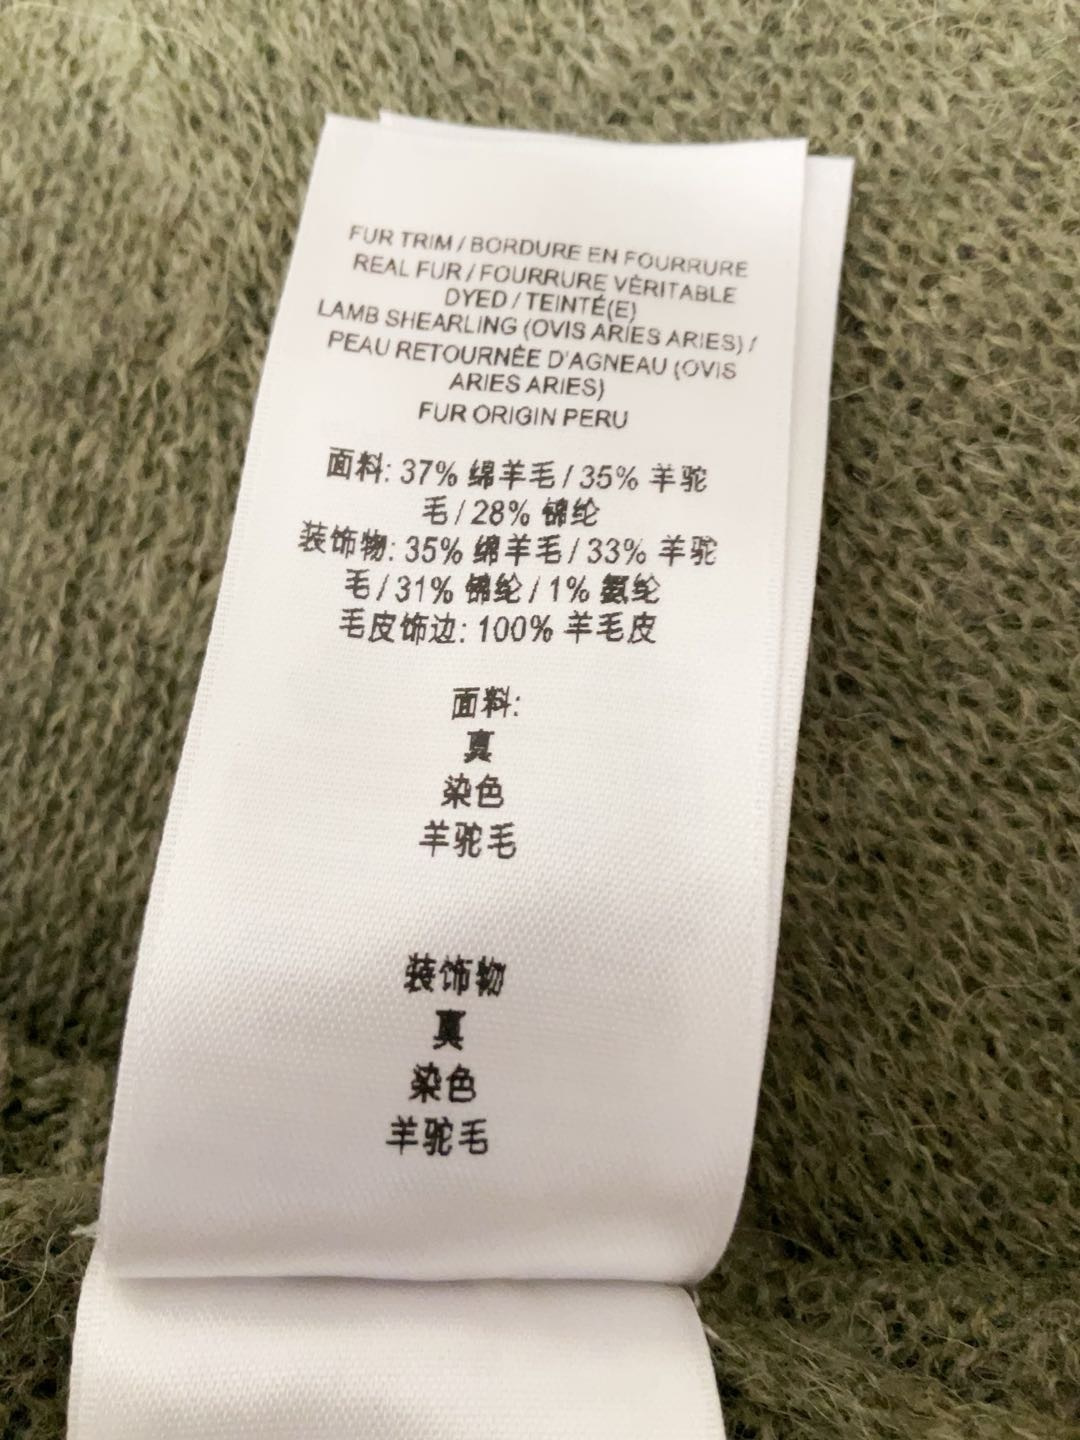 FUR TRIM / BORDURE EN FOURRURE
REAL FUR / FOURRURE VÉRITABLE
DYED / TEINTÉ(E)
LAMB SHEARLING (OVIS ARIES ARIES) /
PEAU RETOURNÉE D'AGNEAU (OVIS
ARIES ARIES)
FUR ORIGIN PERU
面料: 37% 绵羊毛 / 35% 羊驼
毛 / 28% 锦纶
装饰物: 35% 绵羊毛 / 33% 羊驼
毛 / 31% 锦纶 / 1% 氨纶
毛皮饰边: 100% 羊毛皮
面料:
真
染色
羊驼毛
装饰物
真
染色
羊驼毛